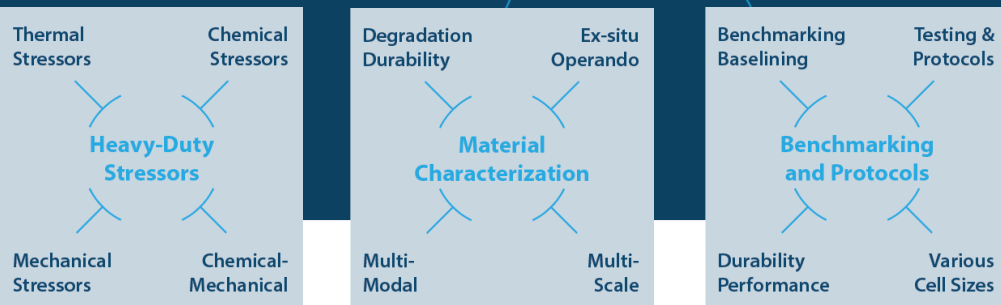 Thermal
Stressors
Chemical
Stressors
Heavy-Duty
Stressors
Mechanical
Stressors
Chemical-
Mechanical
Degradation
Durability
Ex-situ
Operando
Material
Characterization
Multi-
Modal
Multi-
Scale
Benchmarking
Baselining
Testing &
Protocols
Benchmarking
and Protocols
Durability
Performance
Various
Cell Sizes